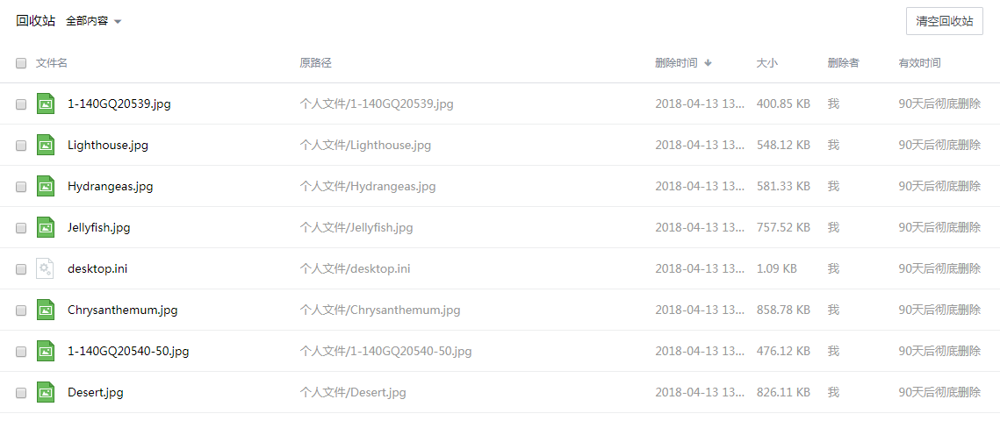 回收站 全部内容 清空回收站
文件名 原路径 删除时间 大小 删除者 有效时间
1-140GQ20539.jpg 个人文件/1-140GQ20539.jpg 2018-04-13 13... 400.85 KB 我 90天后彻底删除
Lighthouse.jpg 个人文件/Lighthouse.jpg 2018-04-13 13... 548.12 KB 我 90天后彻底删除
Hydrangeas.jpg 个人文件/Hydrangeas.jpg 2018-04-13 13... 581.33 KB 我 90天后彻底删除
Jellyfish.jpg 个人文件/Jellyfish.jpg 2018-04-13 13... 757.52 KB 我 90天后彻底删除
desktop.ini 个人文件/desktop.ini 2018-04-13 13... 1.09 KB 我 90天后彻底删除
Chrysanthemum.jpg 个人文件/Chrysanthemum.jpg 2018-04-13 13... 858.78 KB 我 90天后彻底删除
1-140GQ20540-50.jpg 个人文件/1-140GQ20540-50.jpg 2018-04-13 13... 476.12 KB 我 90天后彻底删除
Desert.jpg 个人文件/Desert.jpg 2018-04-13 13... 826.11 KB 我 90天后彻底删除